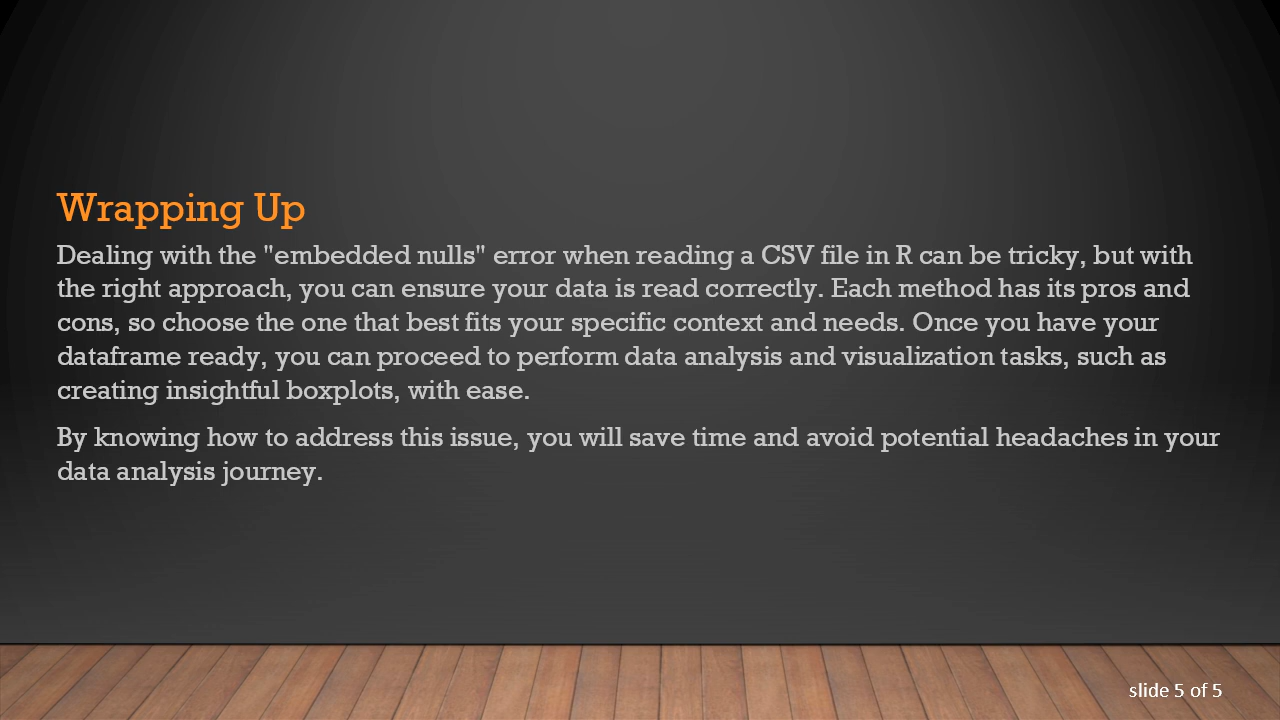 Wrapping Up
Dealing with the "embedded nulls" error when reading a CSV file in R can be tricky, but with
the right approach, you can ensure your data is read correctly. Each method has its pros and
cons, so choose the one that best fits your specific context and needs. Once you have your
dataframe ready, you can proceed to perform data analysis and visualization tasks, such as
creating insightful boxplots, with ease.
By knowing how to address this issue, you will save time and avoid potential headaches in your
data analysis journey.
slide 5 of 5